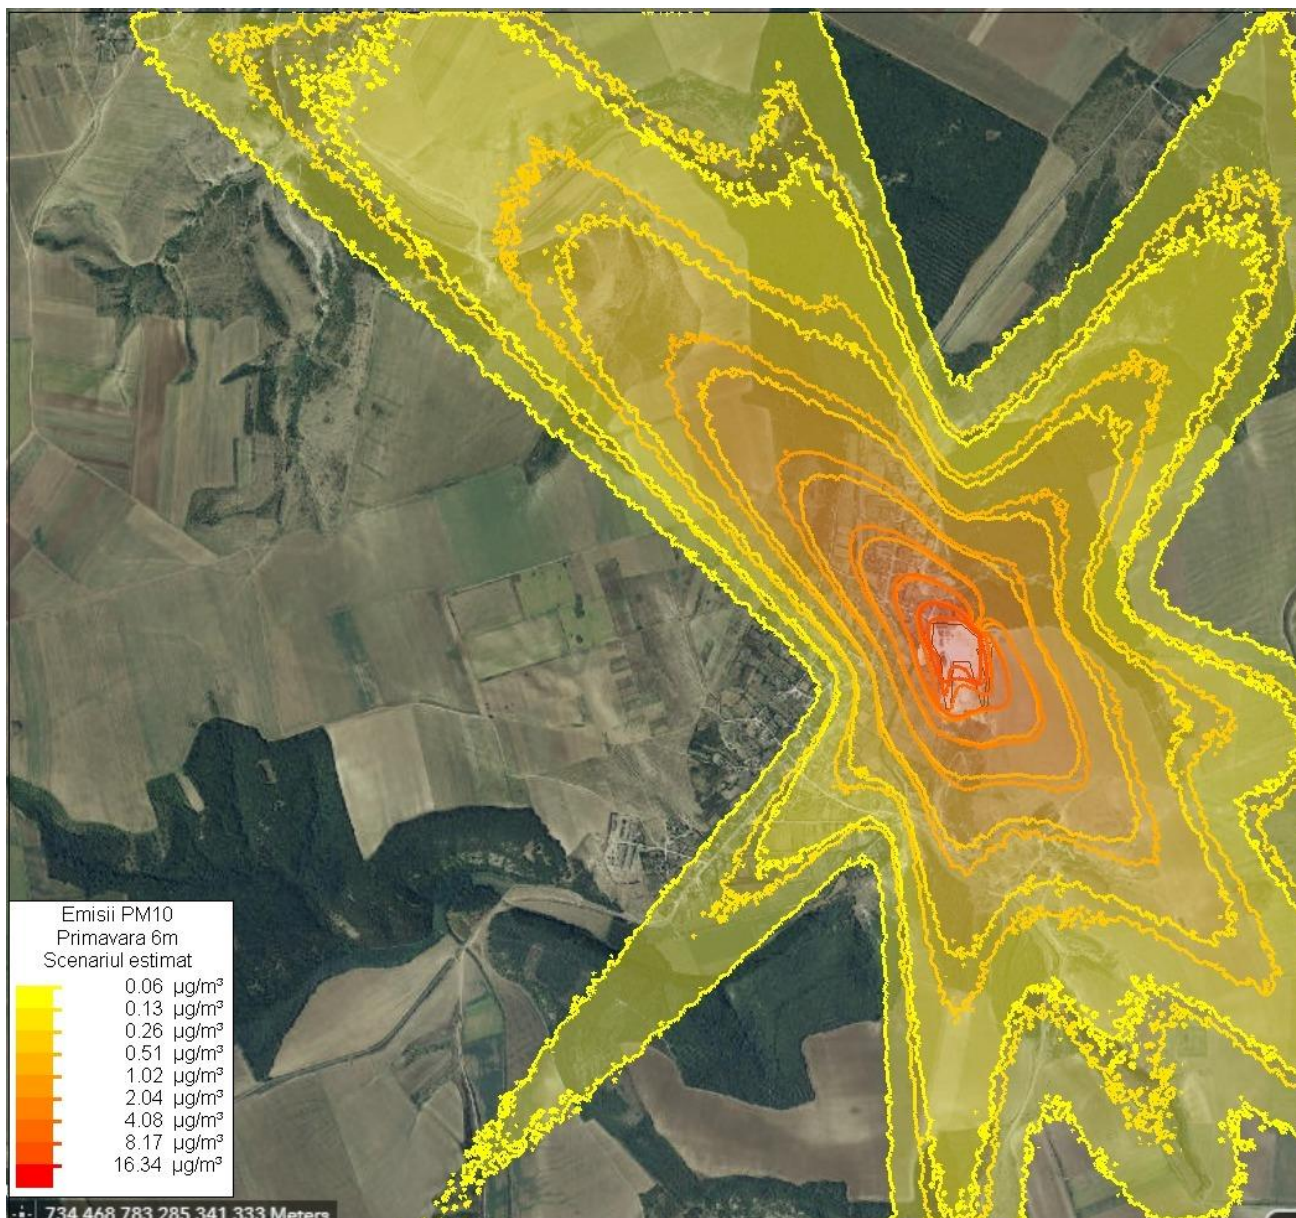 Emisii PM10
Primavara 6m
Scenariul estimat
0.06 µg/m³
0.13 µg/m³
0.26 µg/m³
0.51 µg/m³
1.02 µg/m³
2.04 µg/m³
4.08 µg/m³
8.17 µg/m³
16.34 µg/m³
734 468,783 285,341,333 Meters